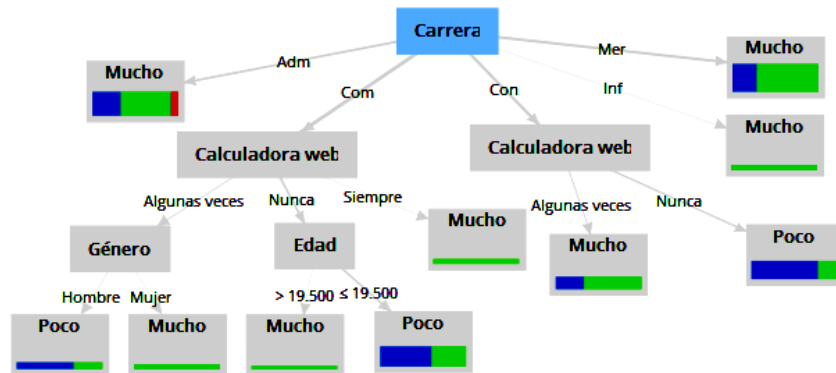 Carrera
Adm
Com
Con
Mer
Inf
Mucho
Mucho
Mucho
Calculadora web
Calculadora web
Algunas veces
Nunca
Siempre
Algunas veces
Nunca
Género
Edad
Mucho
Mucho
Poco
Hombre
Mujer
> 19.500
≤ 19.500
Poco
Mucho
Mucho
Poco